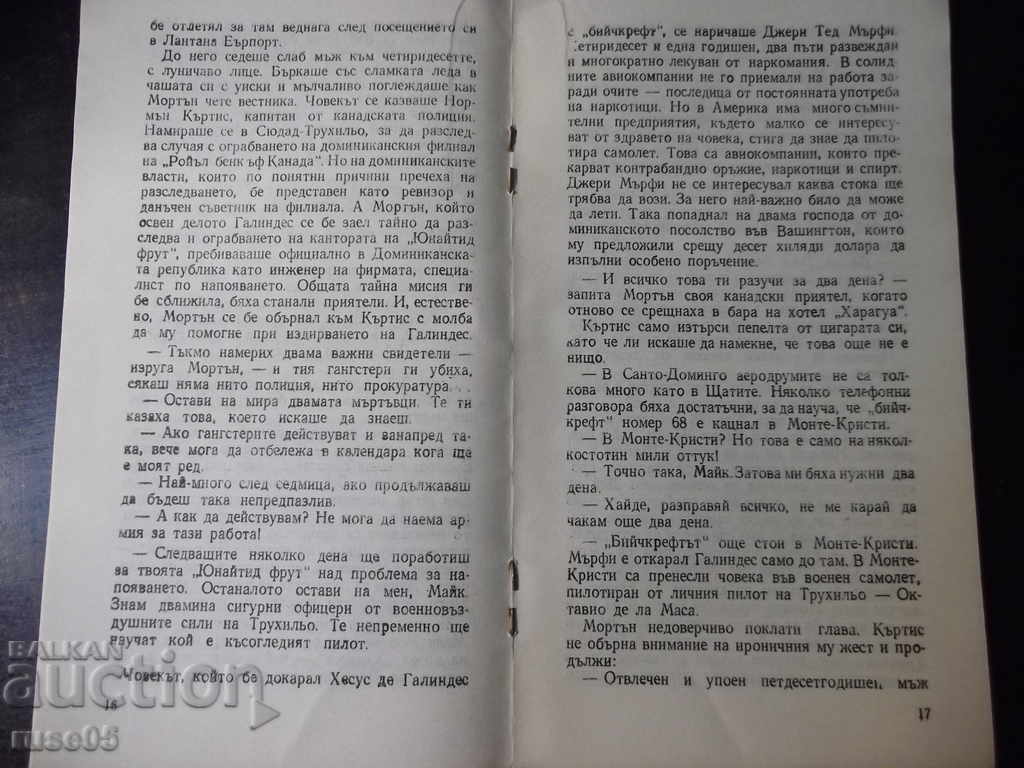 бе отлетял за там веднага след посещението си
в Лантана Еърпорт.
До него седеше слаб мъж към четиридесетте,
с луничаво лице. Бъркаше със сламката леда в
чашата си с уиски и мълчаливо поглеждаше как
Мортън чете вестника. Човекът се казваше Нор-
мън Къртис, капитан от канадската полиция.
Намираше се в Сюдад-Трухильо, за да разслед-
ва случая с ограбването на доминиканския филиал
на „Ройъл бенк ъф Канада“. Но на доминиканските
власти, които по понятни причини пречеха на
разследването, бе представен като ревизор и
данъчен съветник на филиала. А Мортън, който
освен делото Галиндес се бе заел тайно да раз-
следва и ограбването на кантората на „Юнайтид
фрут“, пребиваваше официално в Доминиканска-
та република като инженер на фирмата, специа-
лист по напояването. Общата тайна мисия ги
бе сближила, бяха станали приятели. И, естестве-
но, Мортън се бе обърнал към Къртис с молба
да му помогне при издирването на Галиндес.
— Тъкмо намерих двама важни свидетели —
изруга Мортън, — и тия гангстери ги убиха,
сякаш няма нито полиция, нито прокуратура...
— Остави на мира двамата мъртъвци. Те ти
казаха това, което искаше да знаеш.
— Ако гангстерите действуват и занапред та-
ка, вече мога да отбележа в календара кога ще
е моят ред.
— Най-много след седмица, ако продължаваш
да бъдеш така непредпазлив.
— А как да действувам? Не мога да наема ар-
мия за тази работа!
— Следващите няколко дена ще поработиш
за твоята „Юнайтид фрут“ над проблема за на-
появането. Останалото остави на мен, Майк.
Знам двамина сигурни офицери от военновъз-
душните сили на Трухильо. Те непременно ще
научат кой е късогледият пилот.
Човекът, който бе докарал Хесус де Галиндес
16
с „бийчкрефт“, се наричаше Джери Тед Мърфи
Четиридесет и една годишен, два пъти развеждан
и многократно лекуван от наркомания. В солид-
ните авиокомпании не го приемали на работа за-
ради очите — последица от постоянната употреба
на наркотици. Но в Америка има много съмни-
телни предприятия, където малко се интересу-
ват от здравето на човека, стига да знае да пило-
тира самолет. Това са авиокомпании, които пре-
карват контрабандно оръжие, наркотици и спирт.
Джери Мърфи не се интересувал каква стока ще
трябва да вози. За него най-важно било да може
да лети. Така попаднал на двама господа от до-
миниканското посолство във Вашингтон, които
му предложили срещу десет хиляди долара да
изпълни особено поръчение.
— И всичко това ти разучи за два дена? —
запита Мортън своя канадски приятел, когато
отново се срещнаха в бара на хотел „Харагуа“.
Къртис само изтърси пепелта от цигарата си,
като че ли искаше да намекне, че това още не е
нищо.
— В Санто-Доминго аеродрумите не са тол-
кова много като в Щатите. Няколко телефонни
разговора бяха достатъчни, за да науча, че „бийч-
крефт“ номер 68 е кацнал в Монте-Кристи.
— В Монте-Кристи? Но това е само на някол-
костотин мили оттук!
— Точно така, Майк. Затова ми бяха нужни два
дена.
— Хайде, разправяй всичко, не ме карай да
чакам още два дена.
— „Бийчкрефтът“ още стои в Монте-Кристи.
Мърфи е откарал Галиндес само до там. В Монте-
Кристи са пренесли човека във военен самолет,
пилотиран от личния пилот на Трухильо — Ок-
тавио де ла Маса.
Мортън недоверчиво поклати глава. Къртис
не обърна внимание на ироничния му жест и про-
дължи:
— Отвлечен и упоен петдесетгодишен мъж
17
BALKAN
auction
ruse05